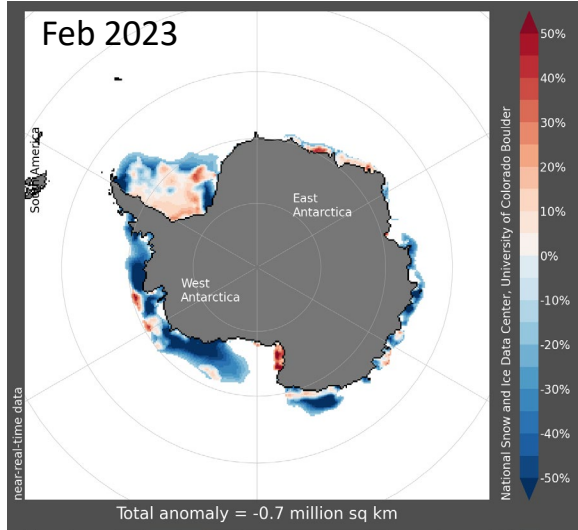 Feb 2023
South America
East
Antarctica
West
Antarctica
near-real-time data
Total anomaly = -0.7 million sq km
National Snow and Ice Data Center, University of Colorado Boulder
50%
40%
30%
20%
10%
0%
-10%
-20%
-30%
-40%
-50%